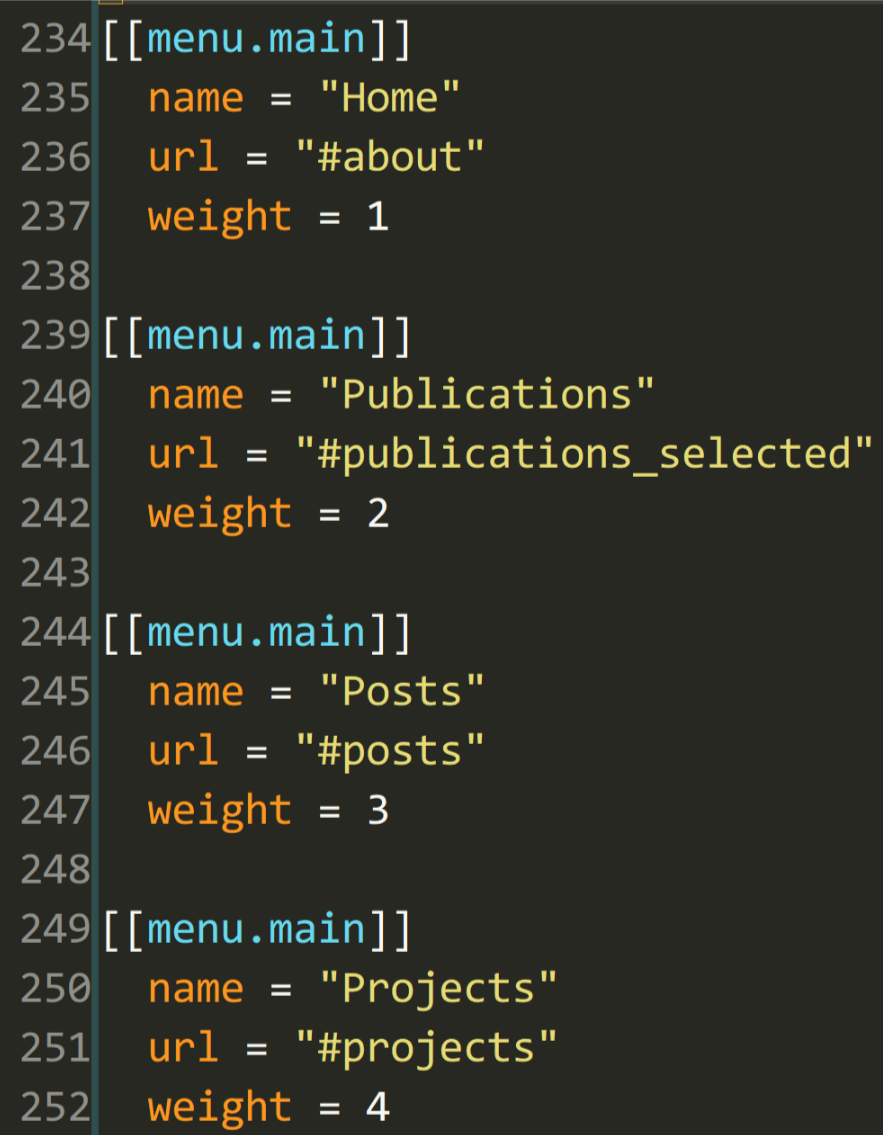 234 [[menu.main]]
235   name = "Home"
236   url = "#about"
237   weight = 1
238
239 [[menu.main]]
240   name = "Publications"
241   url = "#publications_selected"
242   weight = 2
243
244 [[menu.main]]
245   name = "Posts"
246   url = "#posts"
247   weight = 3
248
249 [[menu.main]]
250   name = "Projects"
251   url = "#projects"
252   weight = 4